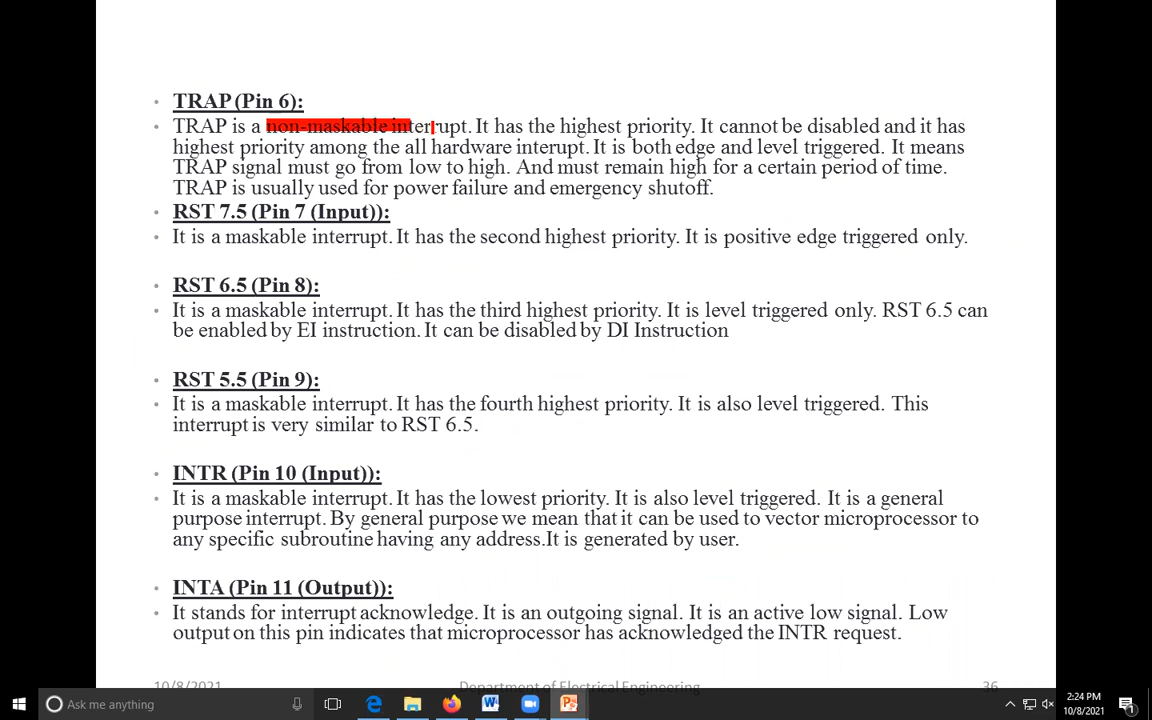 TRAP (Pin 6):
TRAP is a non-maskable interrupt. It has the highest priority. It cannot be disabled and it has
highest priority among the all hardware interupt. It is both edge and level triggered. It means
TRAP signal must go from low to high. And must remain high for a certain period of time.
TRAP is usually used for power failure and emergency shutoff.
RST 7.5 (Pin 7 (Input)):
It is a maskable interrupt. It has the second highest priority. It is positive edge triggered only.
RST 6.5 (Pin 8):
It is a maskable interrupt. It has the third highest priority. It is level triggered only. RST 6.5 can
be enabled by EI instruction. It can be disabled by DI Instruction
RST 5.5 (Pin 9):
It is a maskable interrupt. It has the fourth highest priority. It is also level triggered. This
interrupt is very similar to RST 6.5.
INTR (Pin 10 (Input)):
It is a maskable interrupt. It has the lowest priority. It is also level triggered. It is a general
purpose interrupt. By general purpose we mean that it can be used to vector microprocessor to
any specific subroutine having any address.It is generated by user.
INTA (Pin 11 (Output)):
It stands for interrupt acknowledge. It is an outgoing signal. It is an active low signal. Low
output on this pin indicates that microprocessor has acknowledged the INTR request.
10/8/2021 Department of Electrical Engineering 36
Ask me anything
2:24 PM
10/8/2021
1